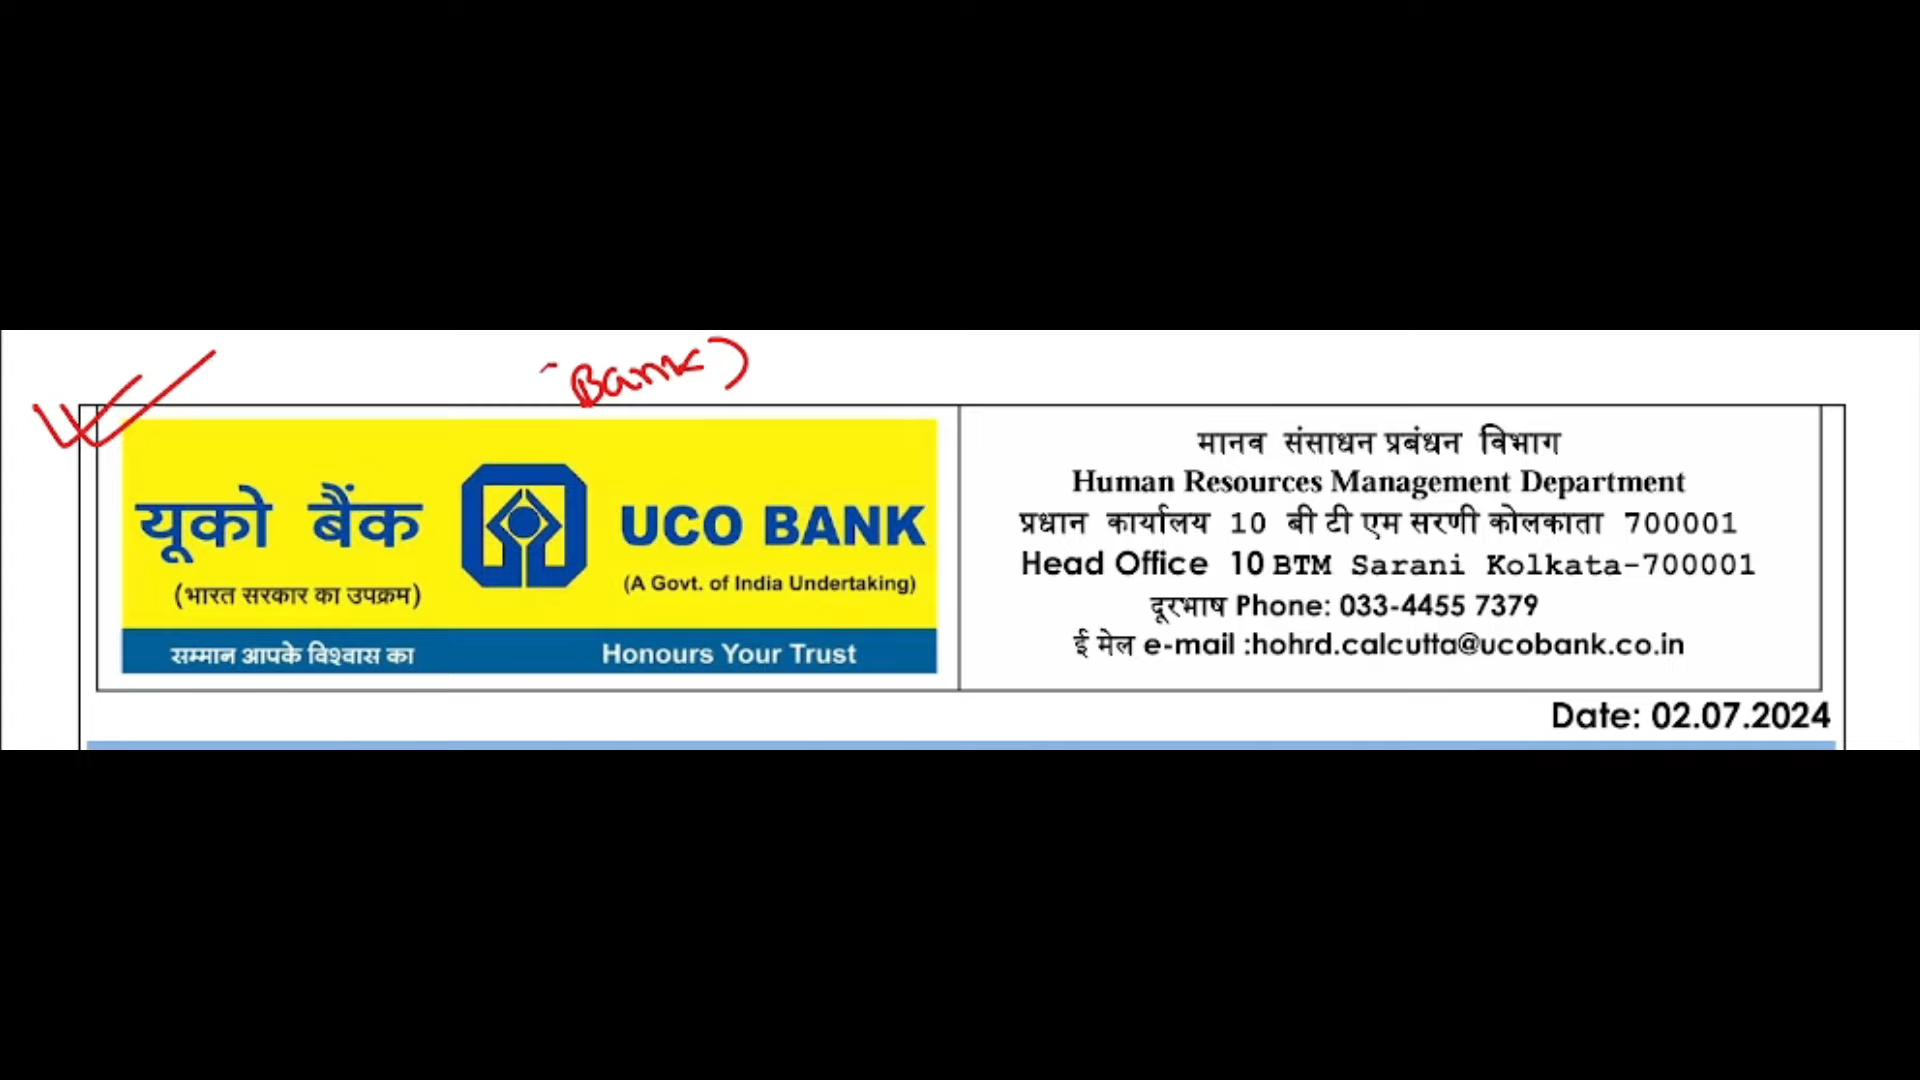 Bank)
यूको बैंक
(भारत सरकार का उपक्रम)
सम्मान आपके विश्वास का
UCO BANK
(A Govt. of India Undertaking)
Honours Your Trust
मानव संसाधन प्रबंधन विभाग
Human Resources Management Department
प्रधान कार्यालय 10 बी टी एम सरणी कोलकाता 700001
Head Office 10 BTM Sarani Kolkata-700001
दूरभाष Phone: 033-4455 7379
ई मेल e-mail :hohrd.calcutta@ucobank.co.in
Date: 02.07.2024